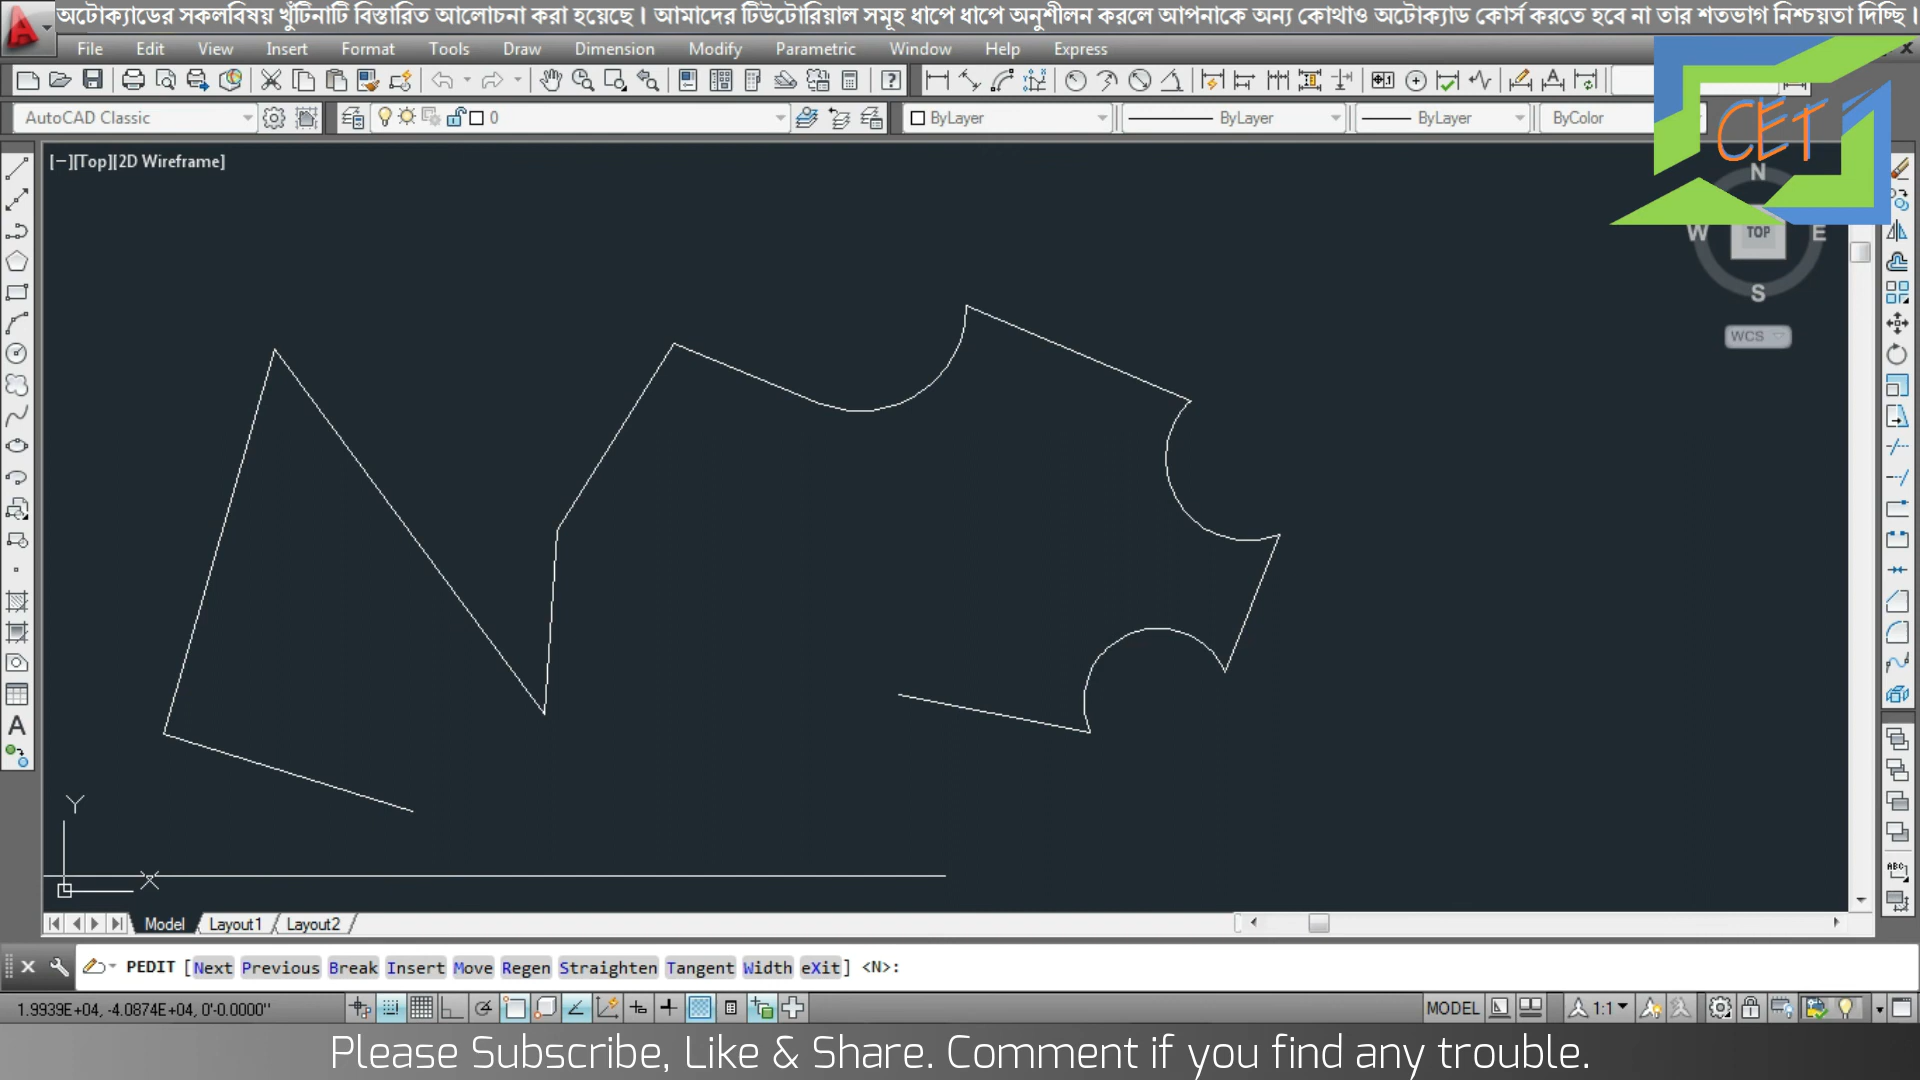 অটোক্যাডের সকলবিষয় খুঁটিনাটি বিস্তারিত আলোচনা করা হয়েছে। আমাদের টিউটোরিয়াল সমূহ ধাপে ধাপে অনুশীলন করলে আপনাকে অন্য কোথাও অটোক্যাড কোর্স করতে হবে না তার শতভাগ নিশ্চয়তা দিচ্ছি।
File Edit View Insert Format Tools Draw Dimension Modify Parametric Window Help Express
AutoCAD Classic 0 ByLayer ByLayer ByLayer ByColor
CET
[−][Top][2D Wireframe]
N
W TOP E
S
WCS
A
Y
X
ABC
Model Layout1 Layout2
PEDIT [Next Previous Break Insert Move Regen Straighten Tangent Width eXit] <N>:
1.9939E+04, -4.0874E+04, 0'-0.0000" MODEL 1:1
Please Subscribe, Like & Share. Comment if you find any trouble.